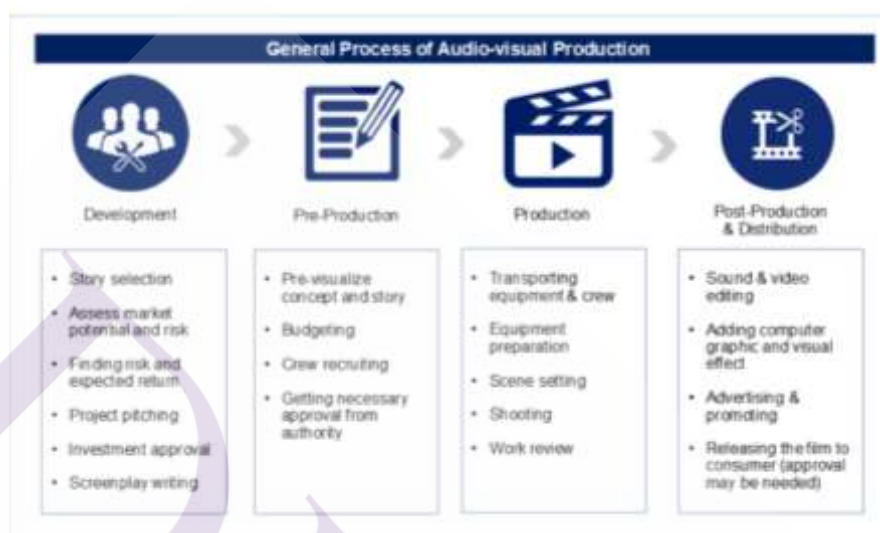 General Process of Audio-visual Production
Development
Pre-Production
Production
Post-Production
& Distribution
• Story selection
• Assess market
potential and risk
• Finding risk and
expected return
• Project pitching
• Investment approval
• Screenplay writing
• Pre-visualize
concept and story
• Budgeting
• Crew recruiting
• Getting necessary
approval from
authority
• Transporting
equipment & crew
• Equipment
preparation
• Scene setting
• Shooting
• Work review
• Sound & video
editing
• Adding computer
graphic and visual
effect
• Advertising &
promoting
• Releasing the film to
consumer (approval
may be needed)